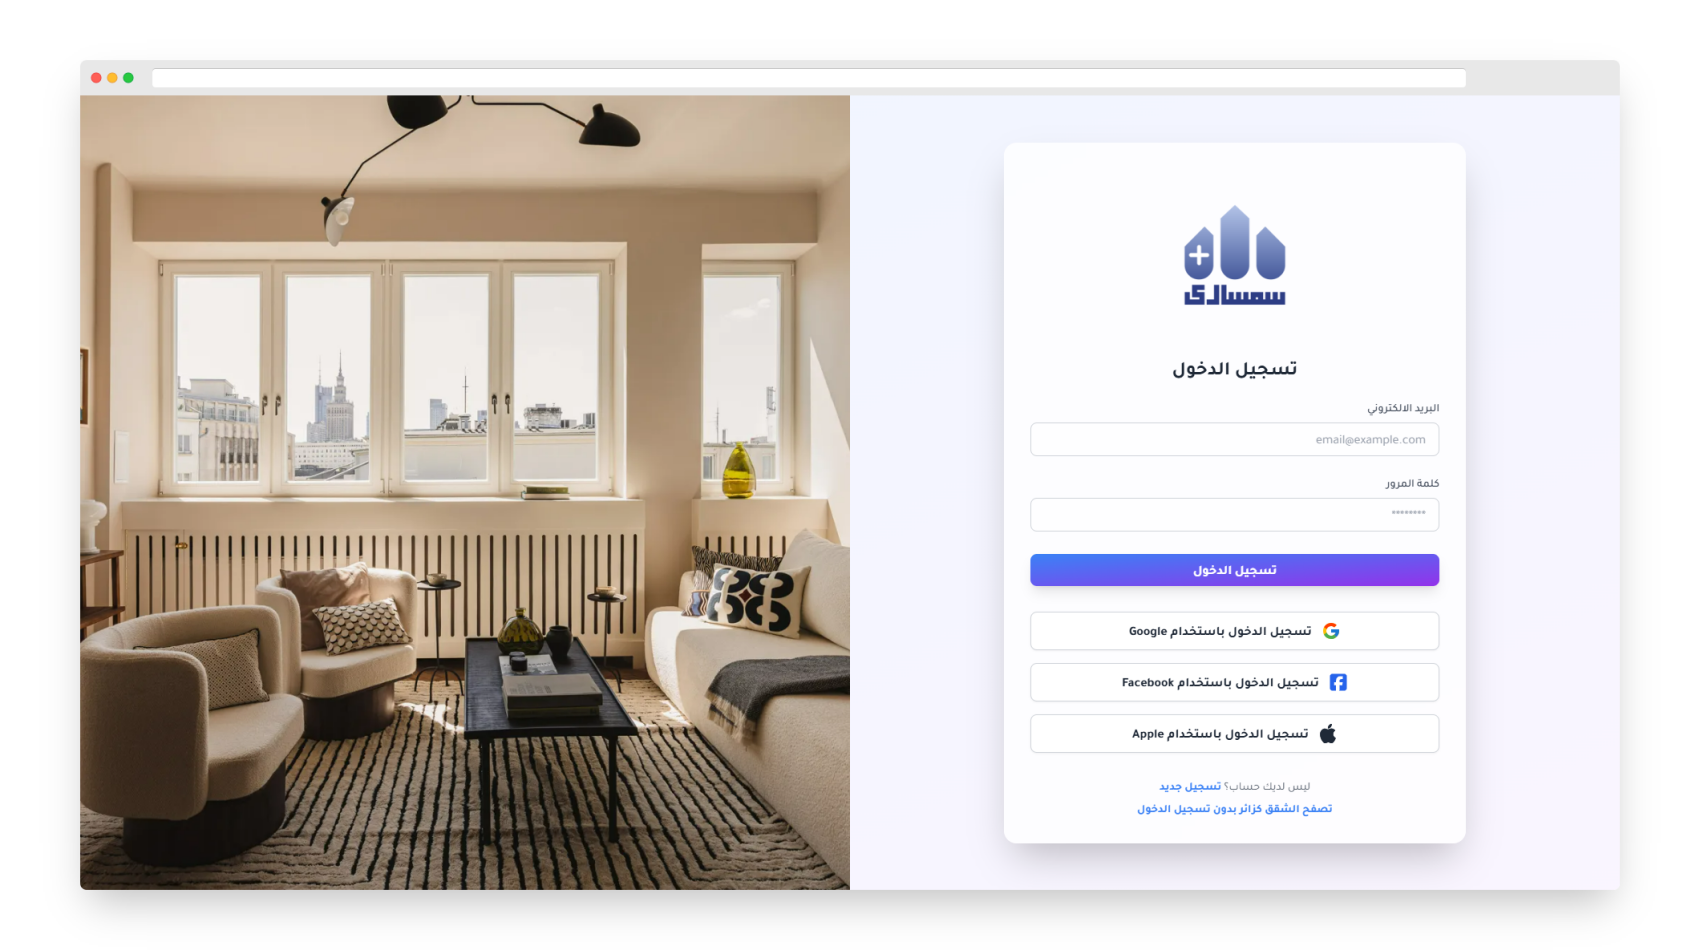 سمساری
تسجيل الدخول
البريد الالكتروني
email@example.com
كلمة المرور
********
تسجيل الدخول
تسجيل الدخول باستخدام Google
تسجيل الدخول باستخدام Facebook
تسجيل الدخول باستخدام Apple
ليس لديك حساب؟ تسجيل جديد
تصفح الشقق كزائر بدون تسجيل الدخول